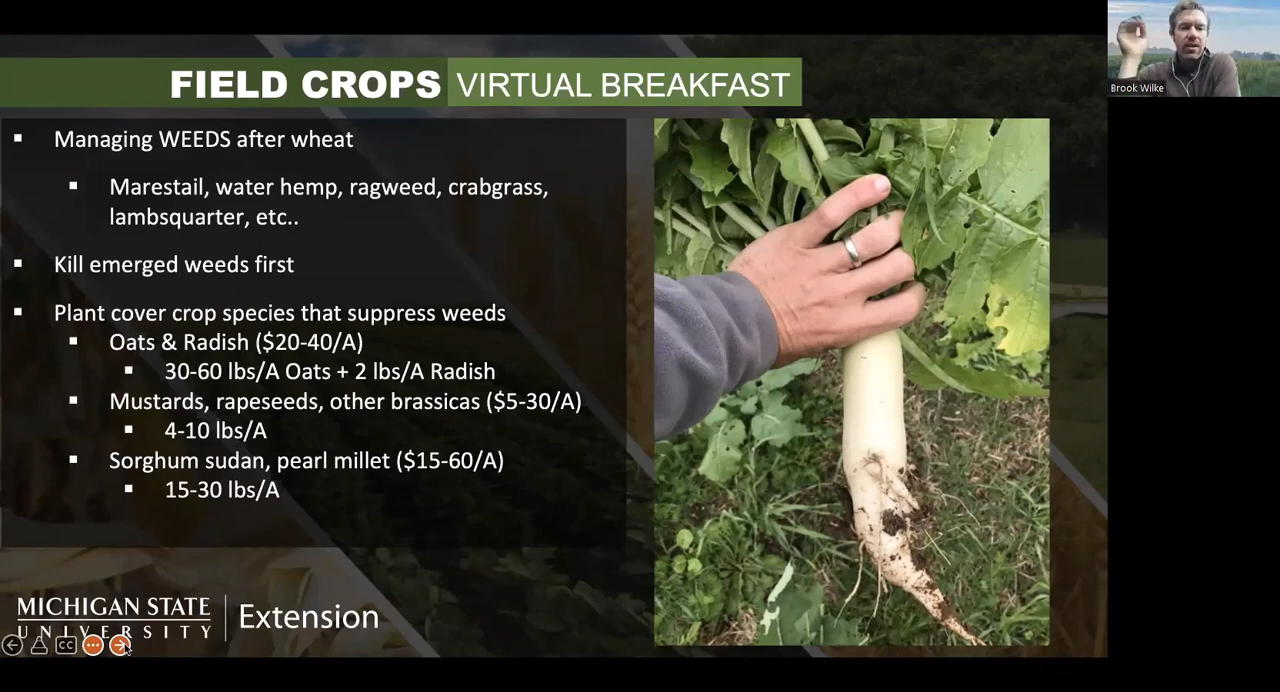 FIELD CROPS VIRTUAL BREAKFAST
Brook Wilke
Managing WEEDS after wheat
Marestail, water hemp, ragweed, crabgrass,
lambsquarter, etc..
Kill emerged weeds first
Plant cover crop species that suppress weeds
Oats & Radish ($20-40/A)
30-60 lbs/A Oats + 2 lbs/A Radish
Mustards, rapeseeds, other brassicas ($5-30/A)
4-10 lbs/A
Sorghum sudan, pearl millet ($15-60/A)
15-30 lbs/A
MICHIGAN STATE
UNIVERSITY
Extension
CC